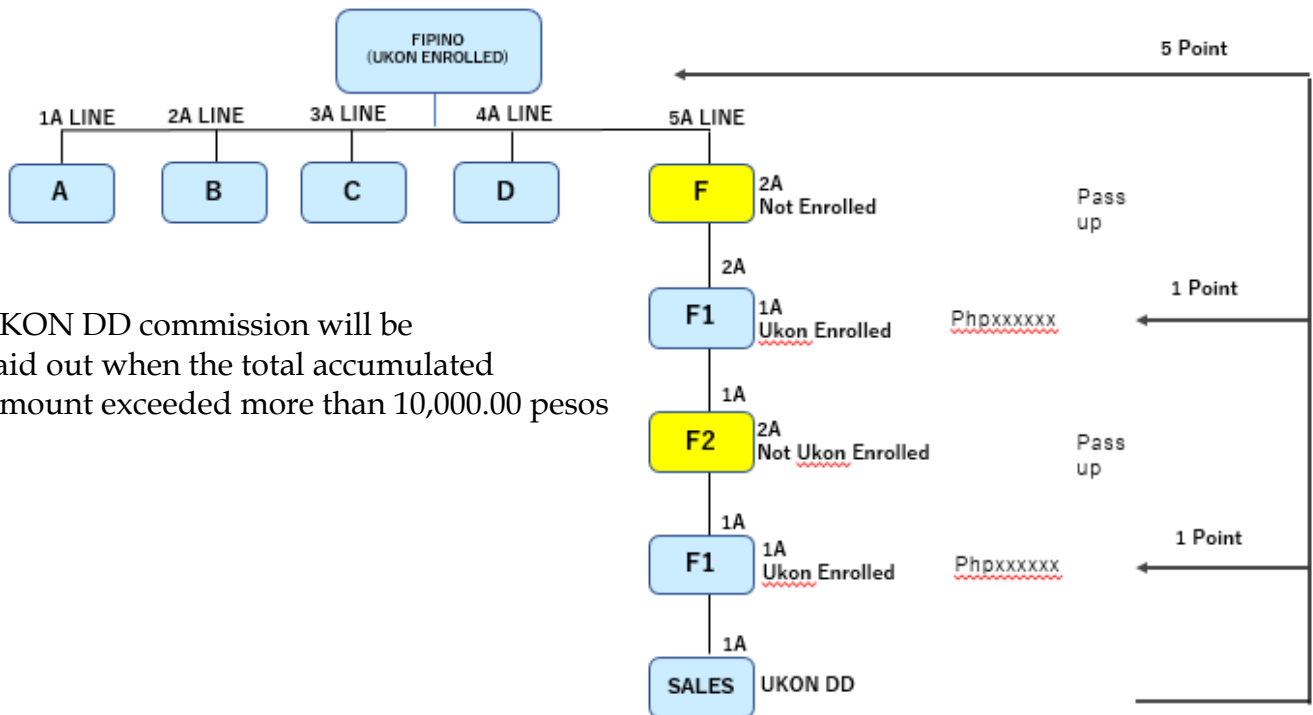 FIPINO
(UKON ENROLLED)
5 Point
1A LINE
2A LINE
3A LINE
4A LINE
5A LINE
A
B
C
D
F
2A
Not Enrolled
Pass
up
2A
1 Point
F1
1A
Ukon Enrolled
Phpxxxxxx
KON DD commission will be
aid out when the total accumulated
mount exceeded more than 10,000.00 pesos
1A
F2
2A
Not Ukon Enrolled
Pass
up
1A
1 Point
F1
1A
Ukon Enrolled
Phpxxxxxx
1A
SALES
UKON DD